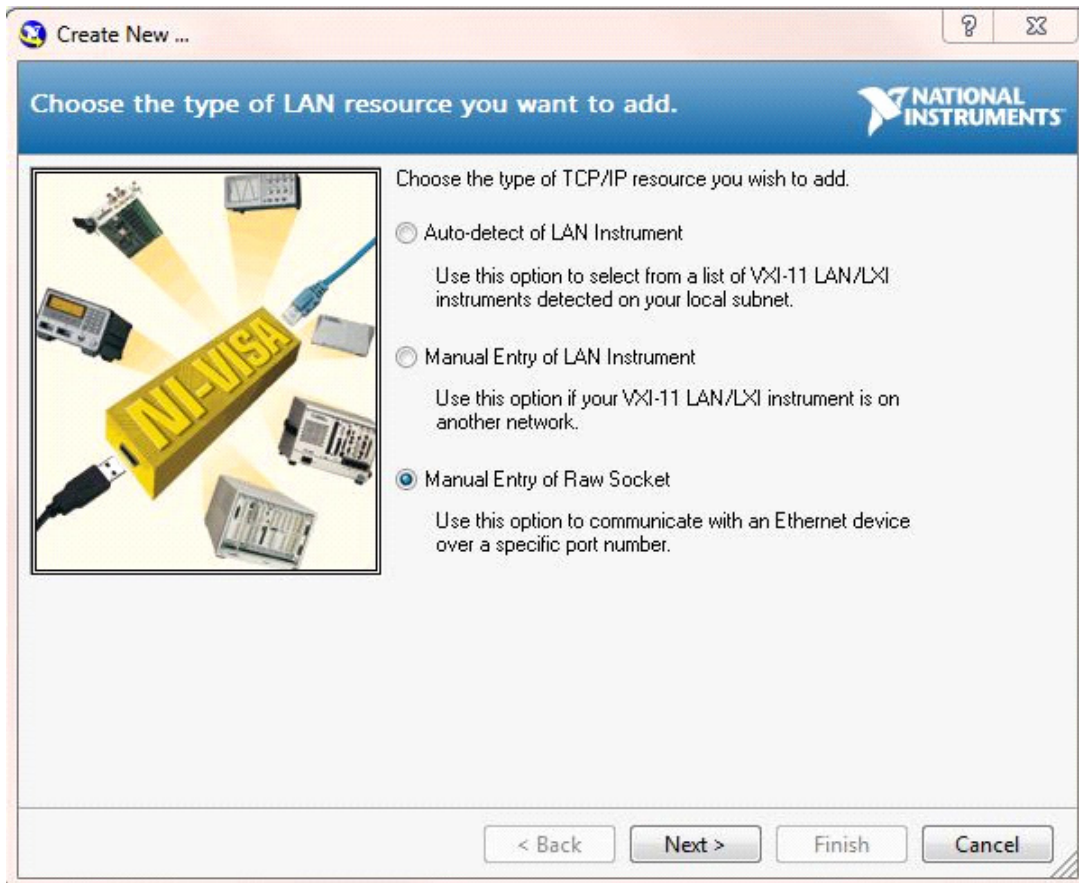 Create New ...
Choose the type of LAN resource you want to add.
NATIONAL
INSTRUMENTS
NI-VISA
Choose the type of TCP/IP resource you wish to add.
Auto-detect of LAN Instrument
Use this option to select from a list of VXI-11 LAN/LXI
instruments detected on your local subnet.
Manual Entry of LAN Instrument
Use this option if your VXI-11 LAN/LXI instrument is on
another network.
Manual Entry of Raw Socket
Use this option to communicate with an Ethernet device
over a specific port number.
< Back
Next >
Finish
Cancel